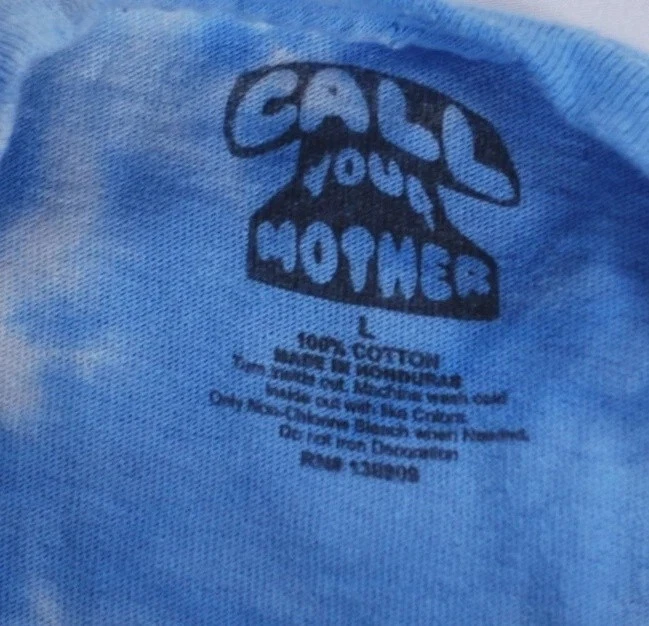 CALL
YOUR
MOTHER
L
100% COTTON
MADE IN HONDURAS
Turn Inside out. Machine wash cold
Inside out with like Colors.
Only Non-Chlorine Bleach when Needed.
Do not Iron Decoration
RN#